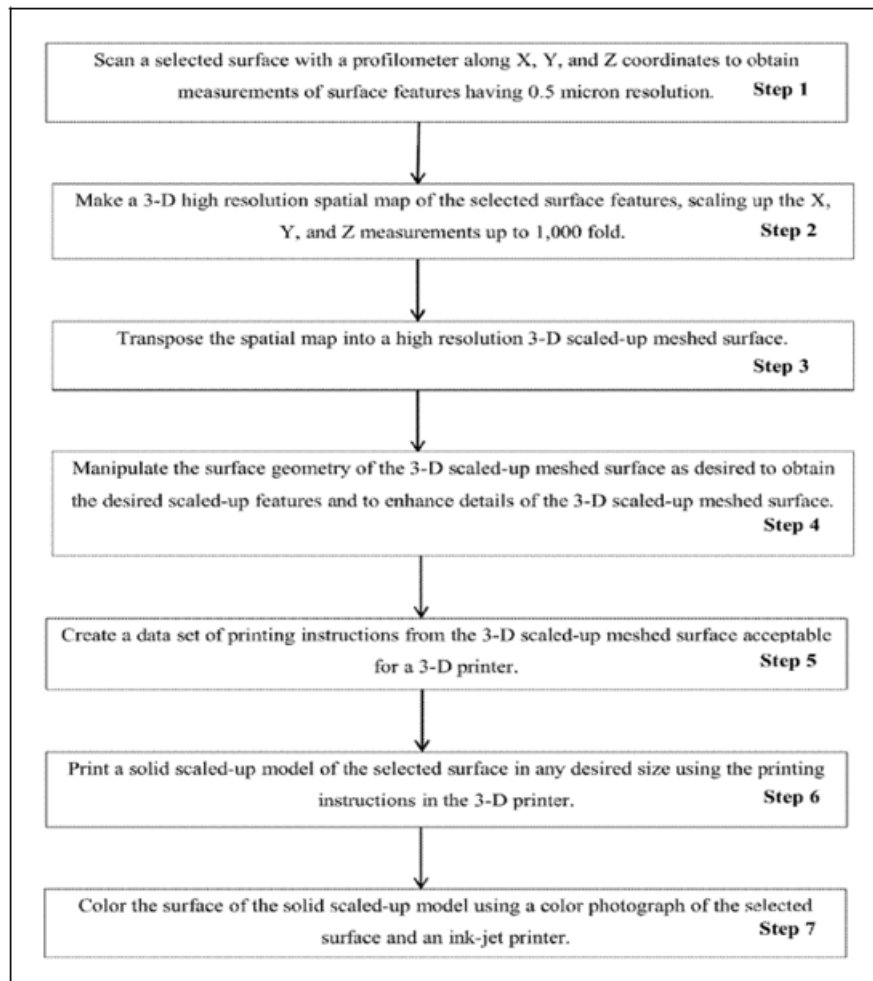 Scan a selected surface with a profilometer along X, Y, and Z coordinates to obtain
measurements of surface features having 0.5 micron resolution. Step 1
Make a 3-D high resolution spatial map of the selected surface features, scaling up the X,
Y, and Z measurements up to 1,000 fold. Step 2
Transpose the spatial map into a high resolution 3-D scaled-up meshed surface.
Step 3
Manipulate the surface geometry of the 3-D scaled-up meshed surface as desired to obtain
the desired scaled-up features and to enhance details of the 3-D scaled-up meshed surface.
Step 4
Create a data set of printing instructions from the 3-D scaled-up meshed surface acceptable
for a 3-D printer. Step 5
Print a solid scaled-up model of the selected surface in any desired size using the printing
instructions in the 3-D printer. Step 6
Color the surface of the solid scaled-up model using a color photograph of the selected
surface and an ink-jet printer. Step 7